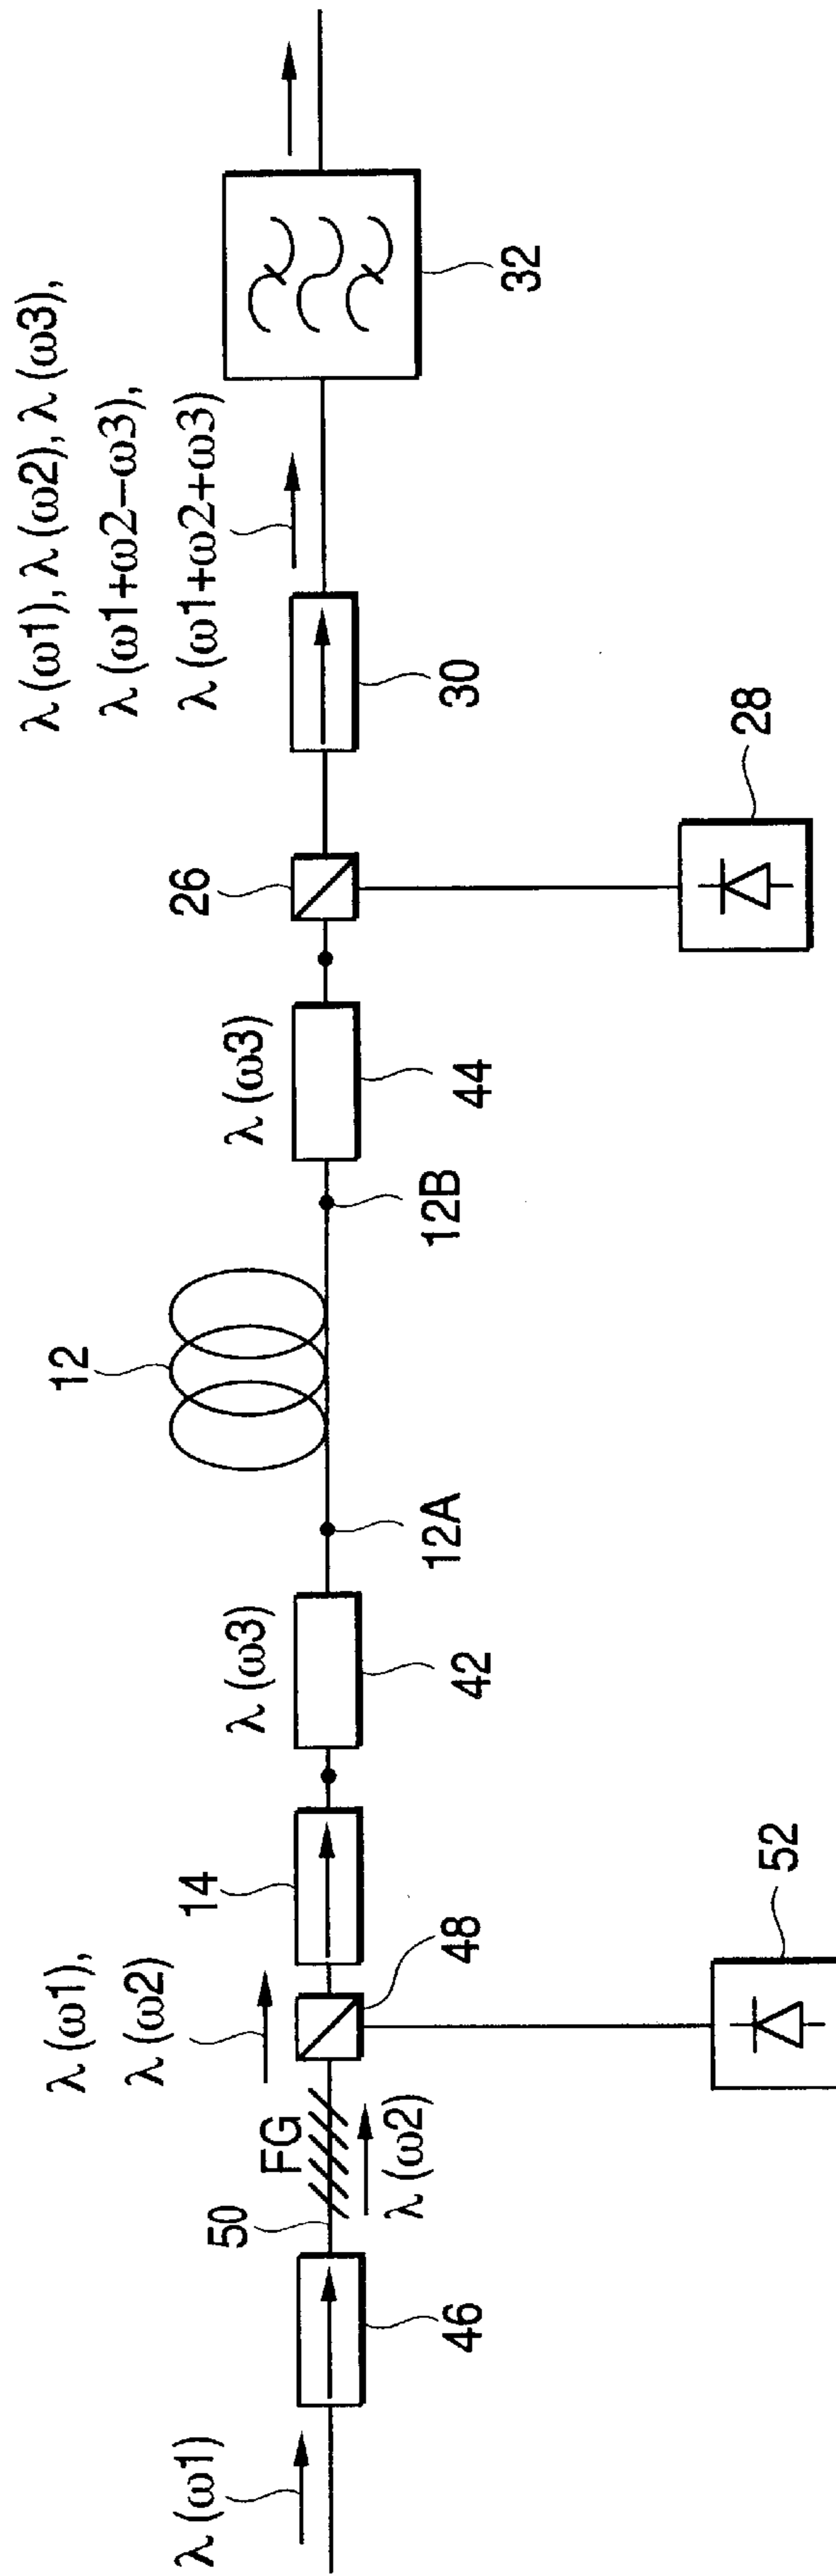 λ(ω1)
46
50
FG
λ(ω2)
λ(ω1),
λ(ω2)
48
52
14
λ(ω3)
42
12A
12
12B
λ(ω3)
44
26
28
30
λ(ω1), λ(ω2), λ(ω3),
λ(ω1+ω2−ω3),
λ(ω1+ω2+ω3)
32